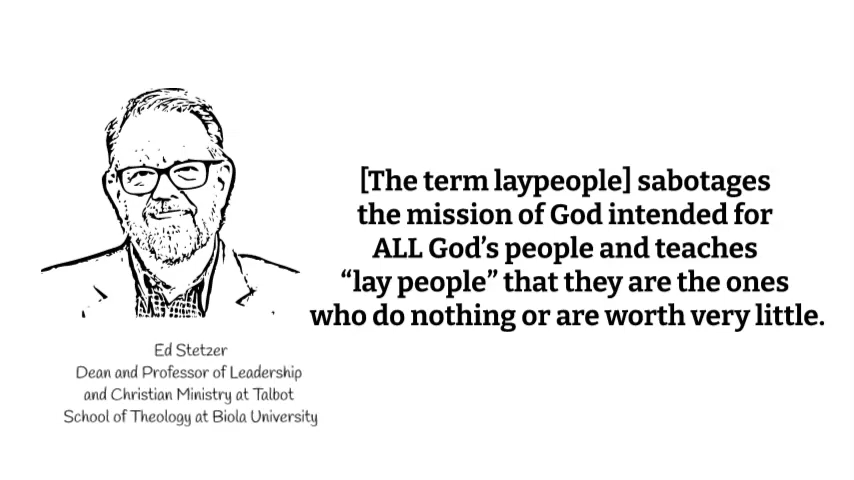 [The term laypeople] sabotages
the mission of God intended for
ALL God’s people and teaches
“lay people” that they are the ones
who do nothing or are worth very little.
Ed Stetzer
Dean and Professor of Leadership
and Christian Ministry at Talbot
School of Theology at Biola University